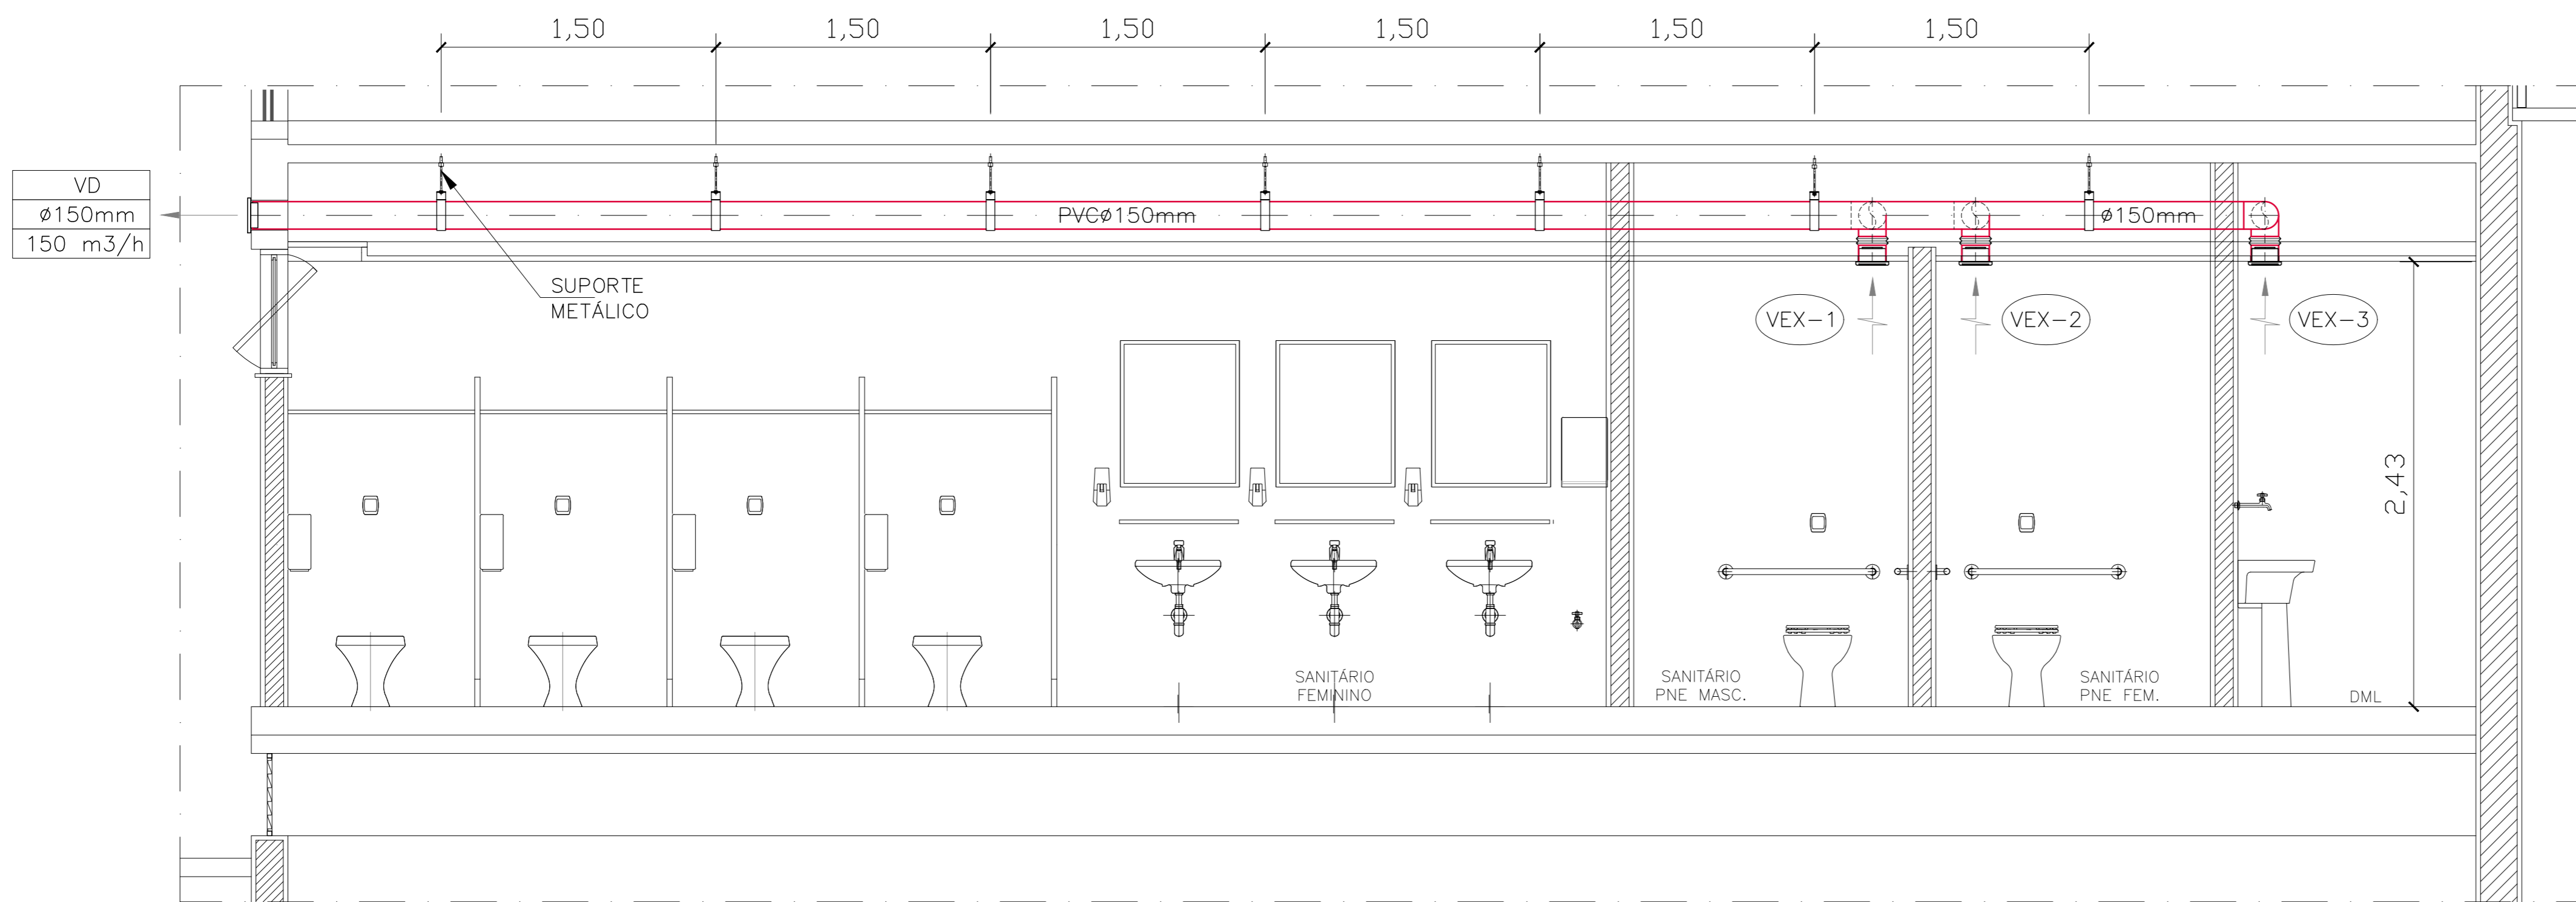 1,50
1,50
1,50
1,50
1,50
1,50
VD
ø150mm
150 m3/h
PVCø150mm
ø150mm
SUPORTE
METÁLICO
VEX-1
VEX-2
VEX-3
2,43
SANITÁRIO
FEMININO
SANITÁRIO
PNE MASC.
SANITÁRIO
PNE FEM.
DML